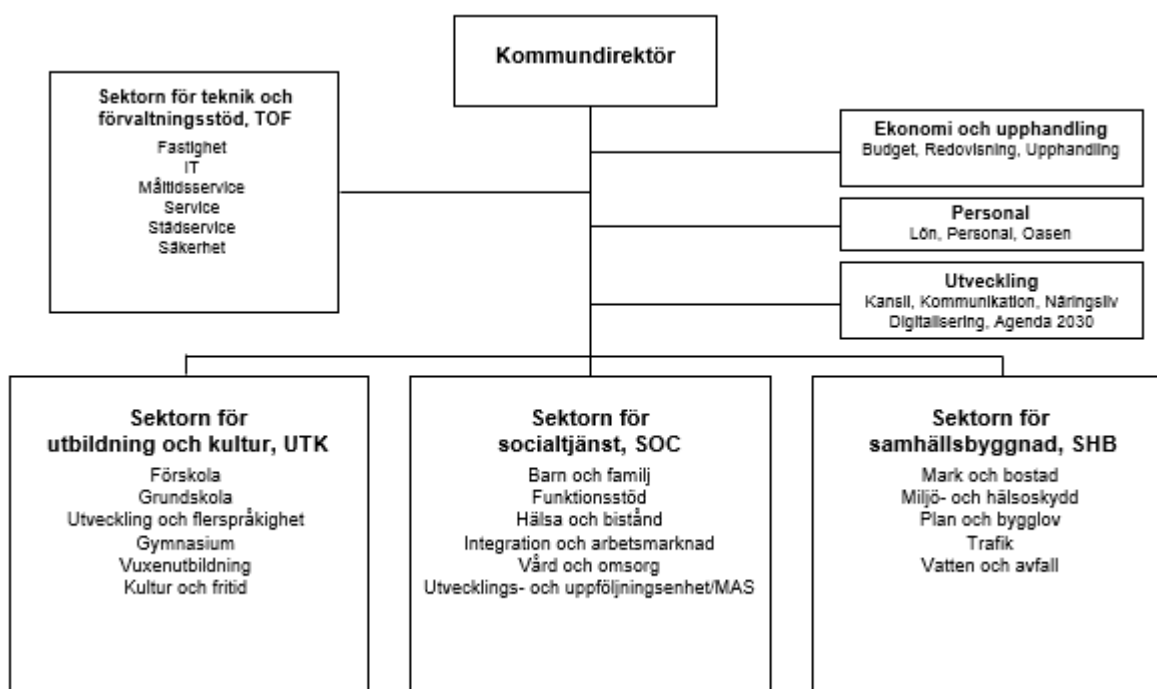 Kommundirektör
Sektorn för teknik och
förvaltningsstöd, TOF
Fastighet
IT
Måltidsservice
Service
Städservice
Säkerhet
Ekonomi och upphandling
Budget, Redovisning, Upphandling
Personal
Lön, Personal, Oasen
Utveckling
Kansli, Kommunikation, Näringsliv
Digitalisering, Agenda 2030
Sektorn för
utbildning och kultur, UTK
Förskola
Grundskola
Utveckling och flerspråkighet
Gymnasium
Vuxenutbildning
Kultur och fritid
Sektorn för
socialtjänst, SOC
Barn och familj
Funktionsstöd
Hälsa och bistånd
Integration och arbetsmarknad
Vård och omsorg
Utvecklings- och uppföljningsenhet/MAS
Sektorn för
samhällsbyggnad, SHB
Mark och bostad
Miljö- och hälsoskydd
Plan och bygglov
Trafik
Vatten och avfall